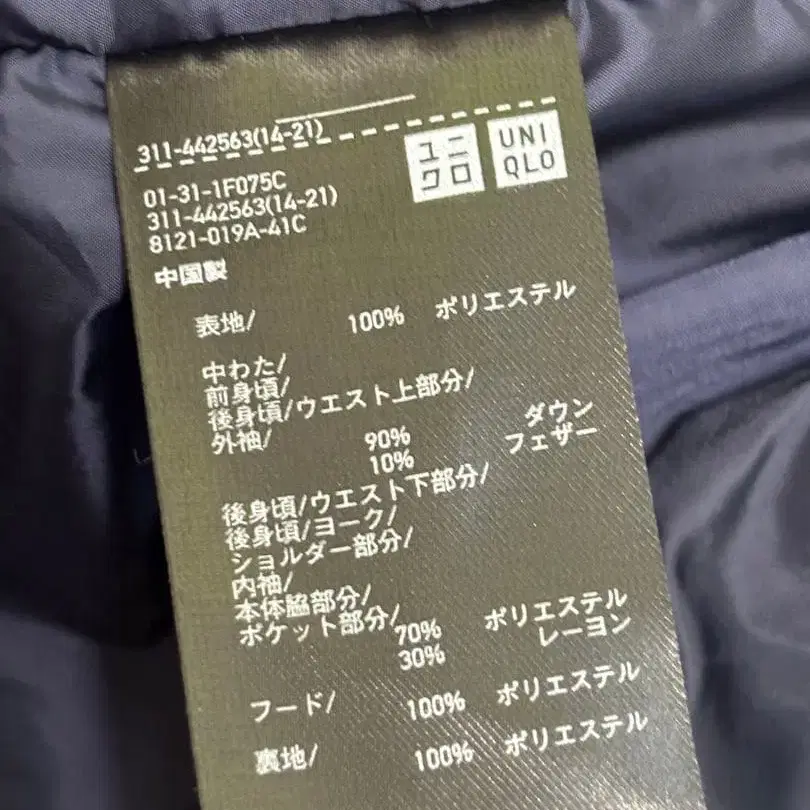 311-442563(14-21)
ユニ
クロ
UNI
QLO
01-31-1F075C
311-442563(14-21)
8121-019A-41C
中国製
表地/ 100% ポリエステル
中わた/
前身頃/
後身頃/ウエスト上部分/
外袖/ 90% ダウン
10% フェザー
後身頃/ウエスト下部分/
後身頃/ヨーク/
ショルダー部分/
内袖/
本体脇部分/
ポケット部分/ 70% ポリエステル
30% レーヨン
フード/ 100% ポリエステル
裏地/ 100% ポリエステル